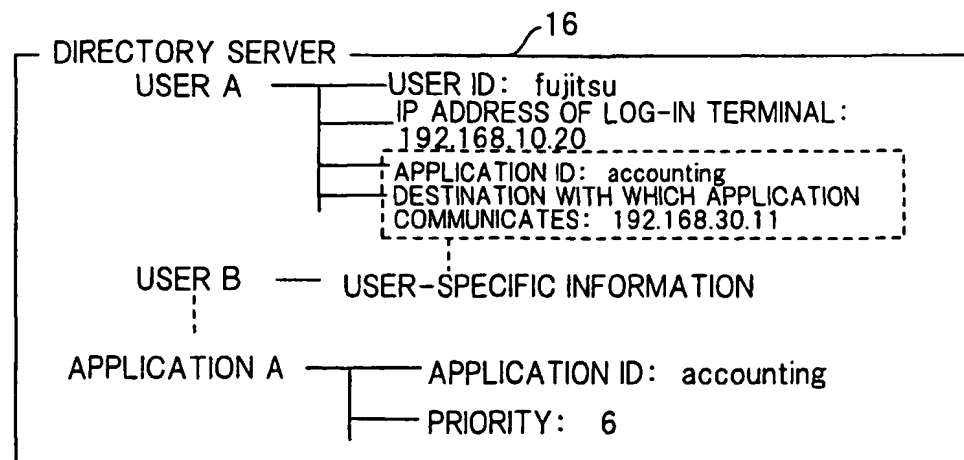 16
DIRECTORY SERVER
USER A
USER ID: fujitsu
IP ADDRESS OF LOG-IN TERMINAL:
192.168.10.20
APPLICATION ID: accounting
DESTINATION WITH WHICH APPLICATION
COMMUNICATES: 192.168.30.11
USER B
USER-SPECIFIC INFORMATION
APPLICATION A
APPLICATION ID: accounting
PRIORITY: 6